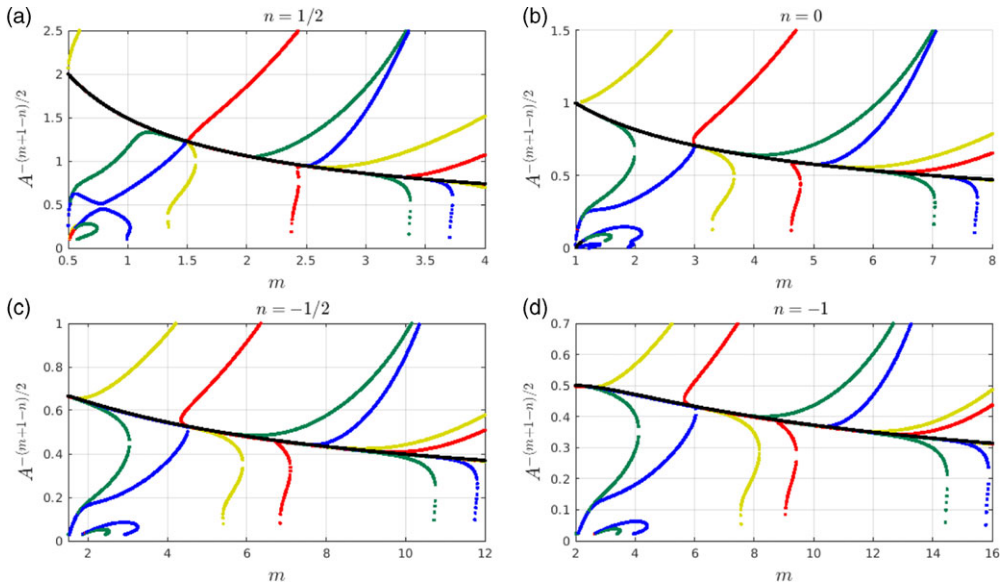 (a)
n = 1/2
A^{-(m+1-n)/2}
2.5
2
1.5
1
0.5
0
0.5 1 1.5 2 2.5 3 3.5 4
m
(b)
n = 0
A^{-(m+1-n)/2}
1.5
1
0.5
0
1 2 3 4 5 6 7 8
m
(c)
n = -1/2
A^{-(m+1-n)/2}
1
0.8
0.6
0.4
0.2
0
2 4 6 8 10 12
m
(d)
n = -1
A^{-(m+1-n)/2}
0.7
0.6
0.5
0.4
0.3
0.2
0.1
0
2 4 6 8 10 12 14 16
m